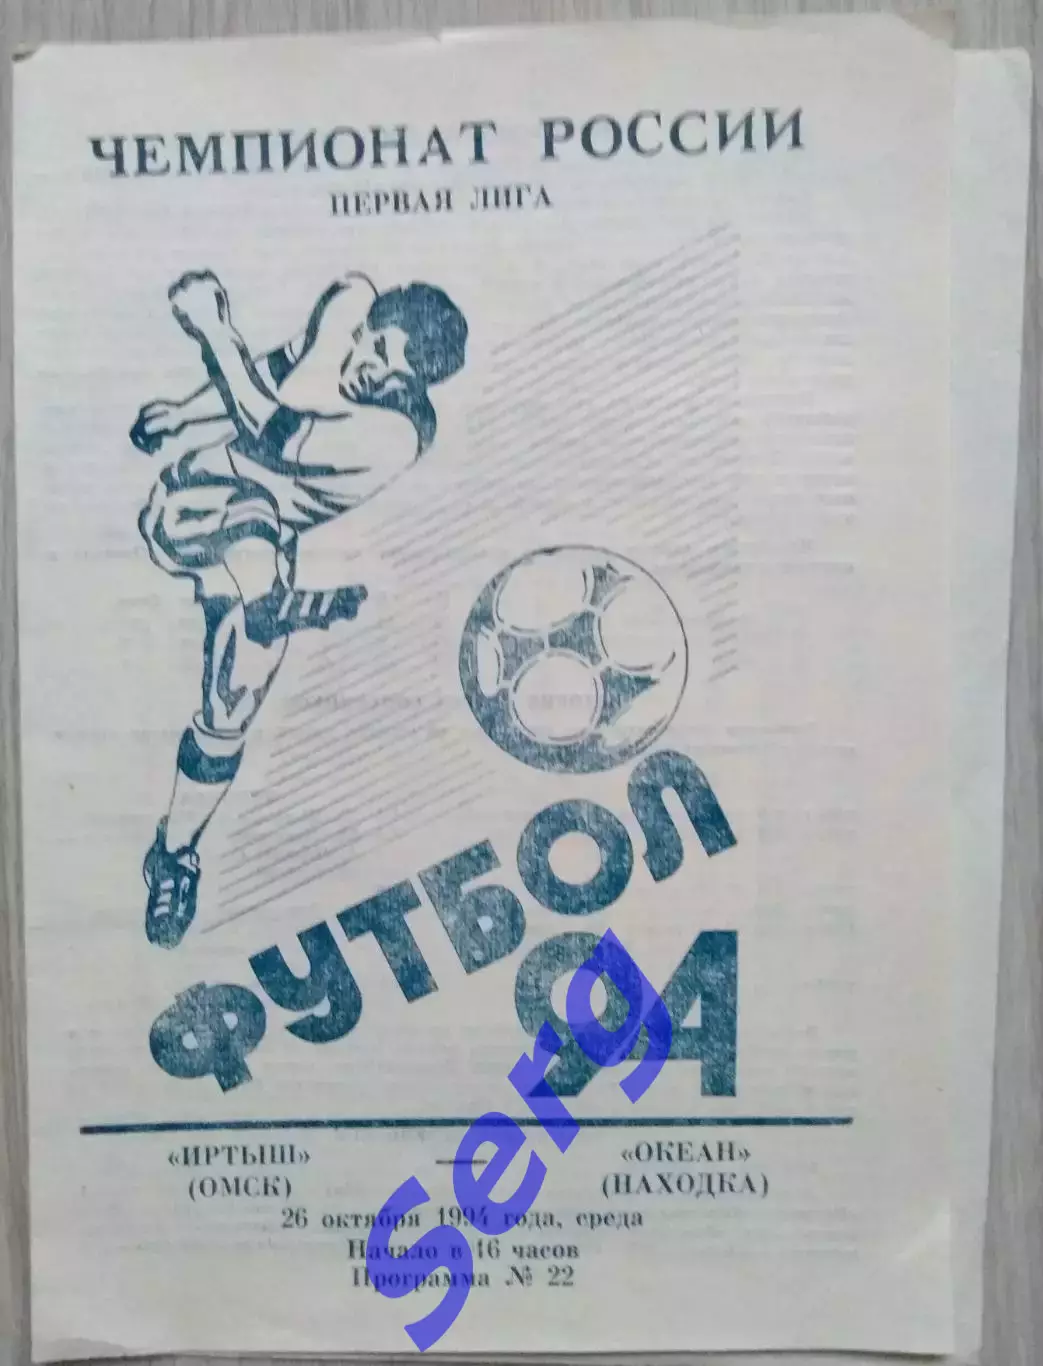 ЧЕМПИОНАТ РОССИИ
ПЕРВАЯ ЛИГА
ФУТБОЛ
94
«ИРТЫШ» — «ОКЕАН»
(ОМСК) (НАХОДКА)
26 октября 1994 года, среда
Начало в 16 часов
Программа № 22
Serg